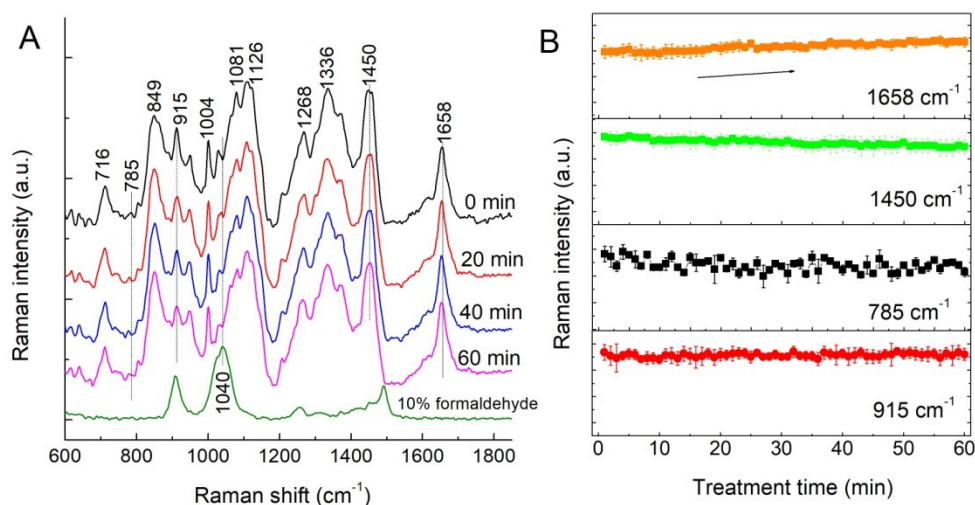 A
Raman intensity (a.u.)
716
785
849
915
1004
1081
1126
1268
1336
1450
1658
0 min
20 min
40 min
60 min
1040
10% formaldehyde
600 800 1000 1200 1400 1600 1800
Raman shift (cm⁻¹)
B
Raman intensity (a.u.)
1658 cm⁻¹
1450 cm⁻¹
785 cm⁻¹
915 cm⁻¹
0 10 20 30 40 50 60
Treatment time (min)